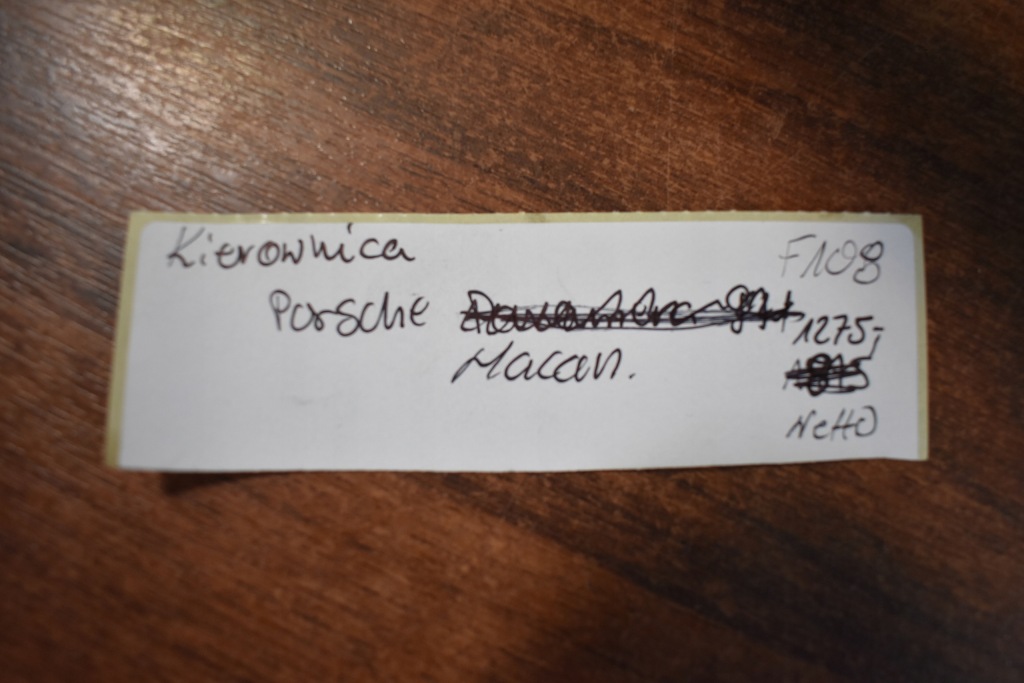 Kierownica F108
Porsche
1275,-
Macan.
Netto